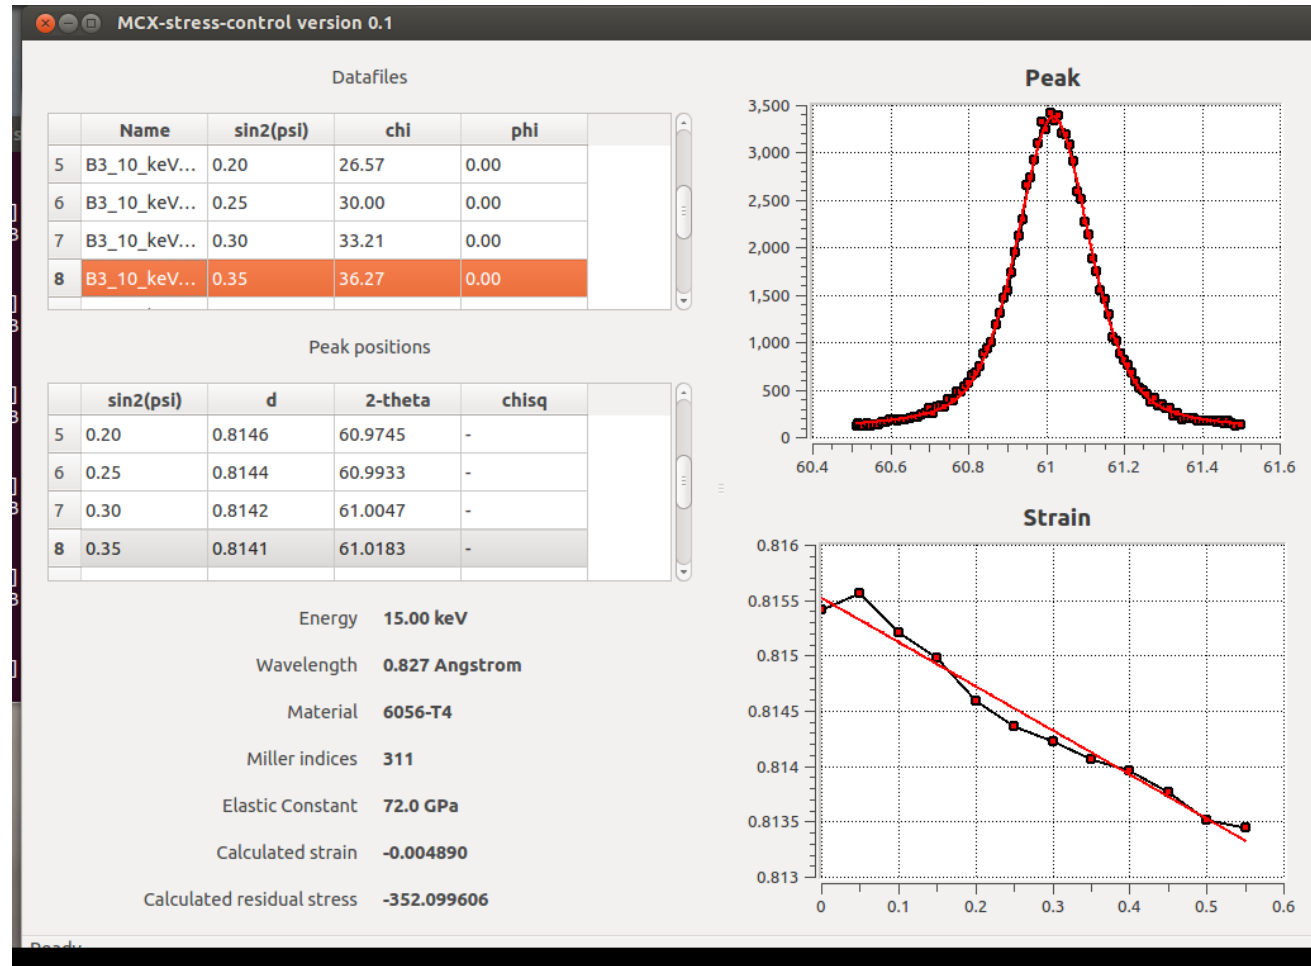 MCX-stress-control version 0.1
Datafiles
Name sin2(psi) chi phi
5 B3_10_keV... 0.20 26.57 0.00
6 B3_10_keV... 0.25 30.00 0.00
7 B3_10_keV... 0.30 33.21 0.00
8 B3_10_keV... 0.35 36.27 0.00
Peak positions
sin2(psi) d 2-theta chisq
5 0.20 0.8146 60.9745 -
6 0.25 0.8144 60.9933 -
7 0.30 0.8142 61.0047 -
8 0.35 0.8141 61.0183 -
Energy 15.00 keV
Wavelength 0.827 Angstrom
Material 6056-T4
Miller indices 311
Elastic Constant 72.0 GPa
Calculated strain -0.004890
Calculated residual stress -352.099606
Peak
3,500
3,000
2,500
2,000
1,500
1,000
500
0
60.4 60.6 60.8 61 61.2 61.4 61.6
Strain
0.816
0.8155
0.815
0.8145
0.814
0.8135
0.813
0 0.1 0.2 0.3 0.4 0.5 0.6